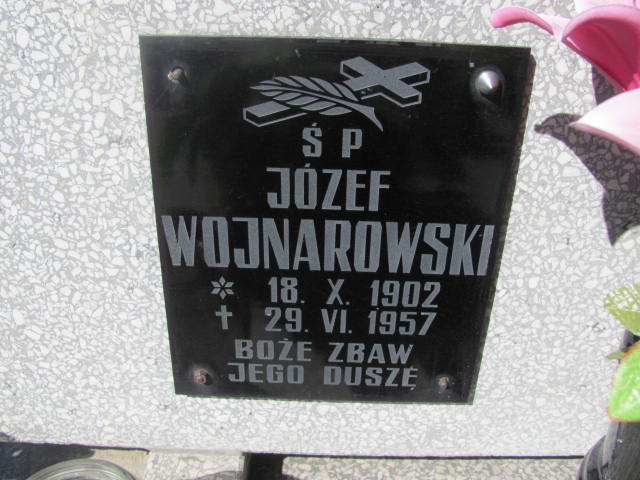 Ś P
JÓZEF
WOJNAROWSKI
* 18. X. 1902
† 29. VI. 1957
BOŻE ZBAW
JEGO DUSZĘ